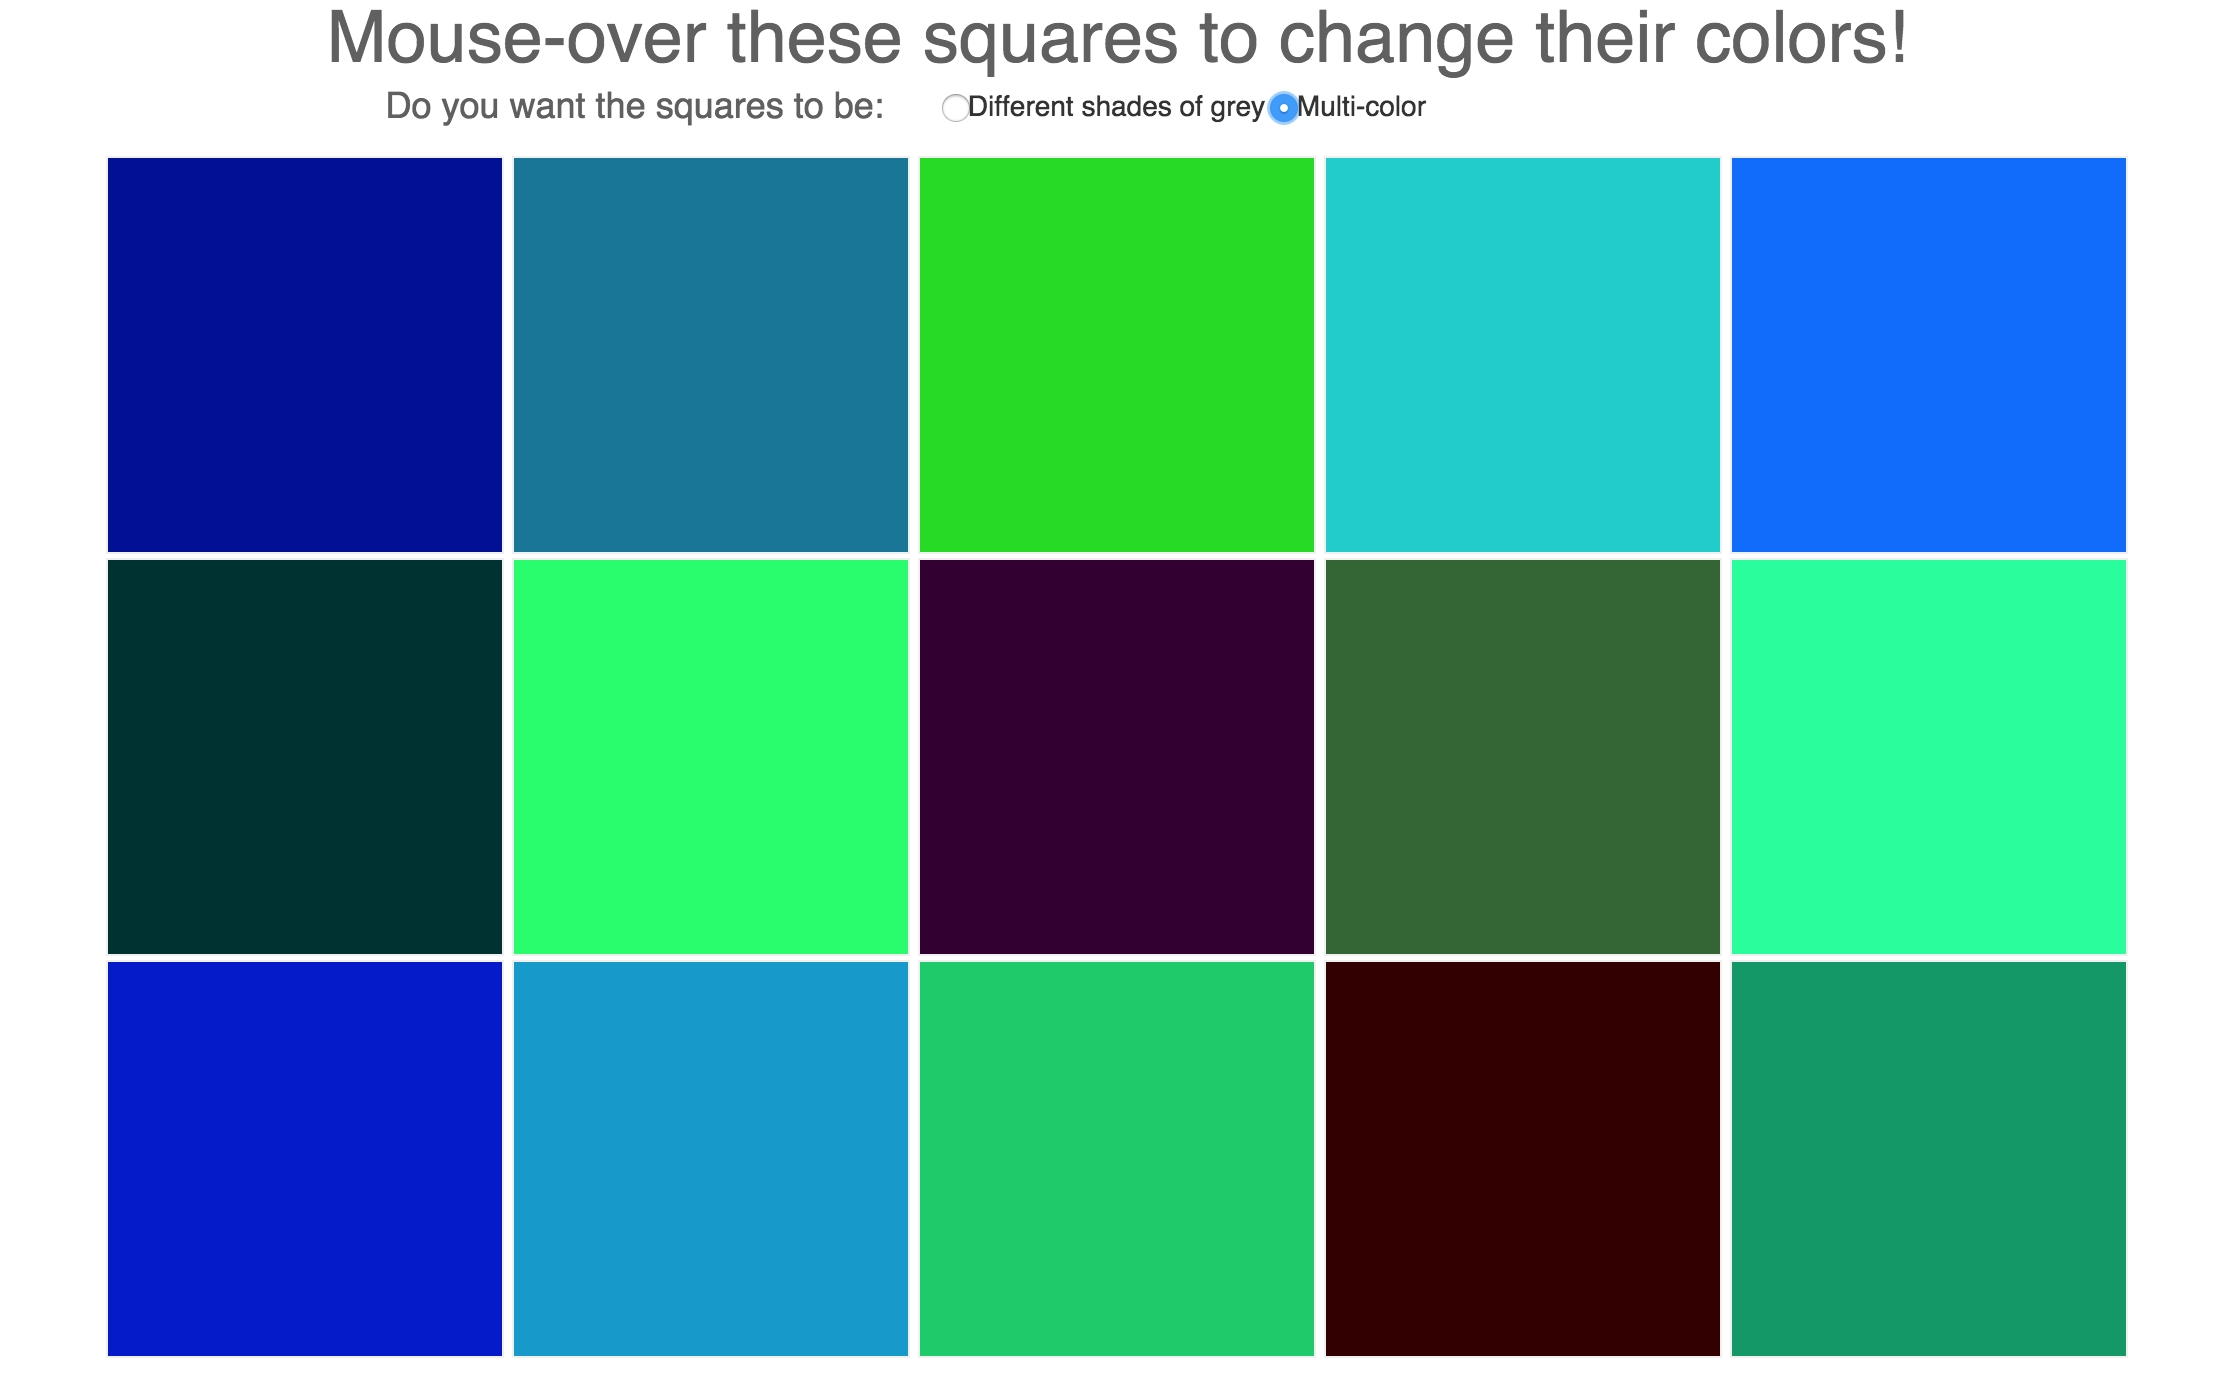 Mouse-over these squares to change their colors!
Do you want the squares to be: Different shades of grey Multi-color